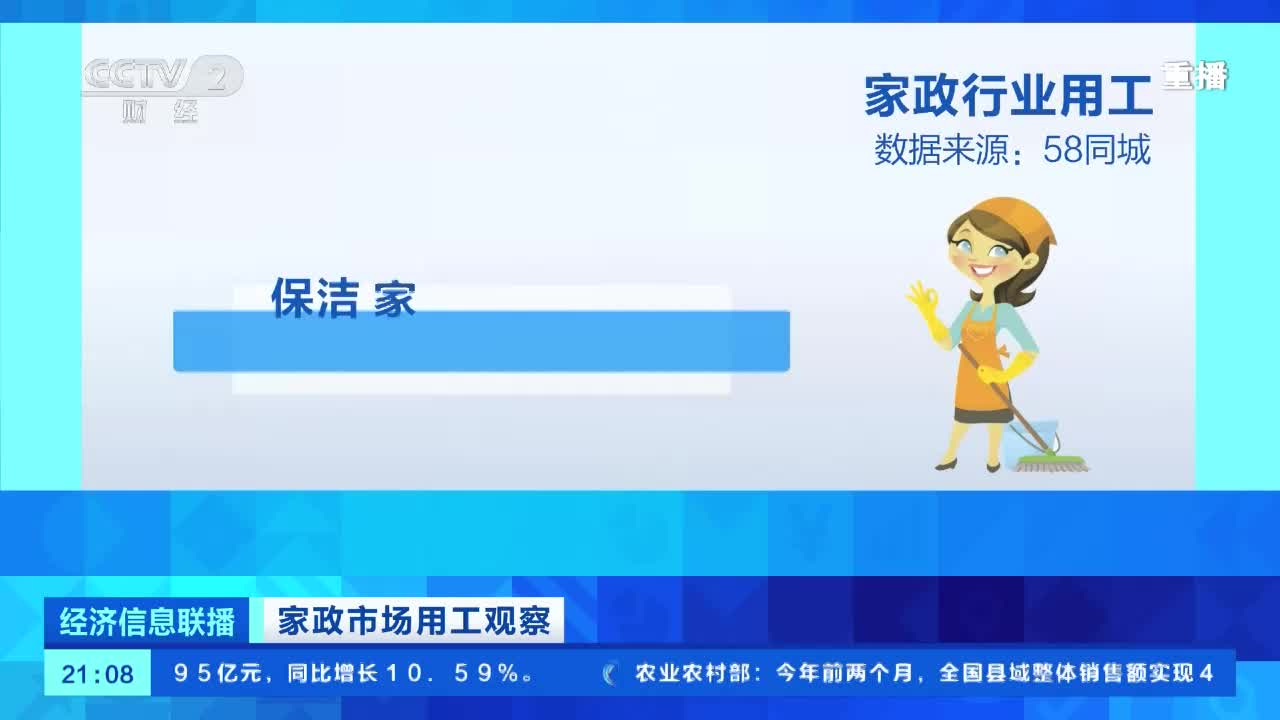 CCTV 2
财经
重播
家政行业用工
数据来源：58同城
保洁 家
经济信息联播
家政市场用工观察
21:08
95亿元，同比增长10．59%。
农业农村部：今年前两个月，全国县域整体销售额实现4